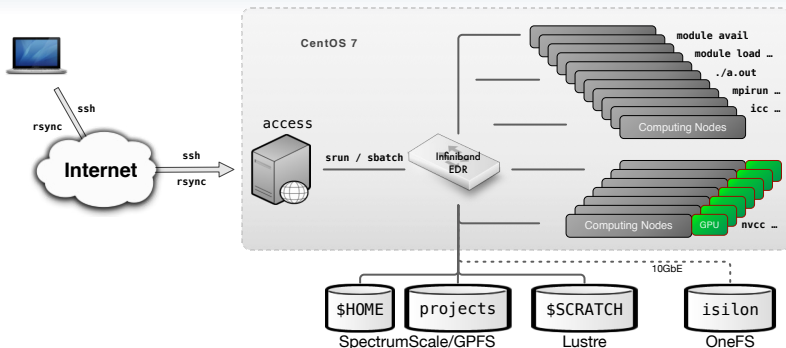 CentOS 7
module avail
module load …
./a.out
mpirun …
icc …
Computing Nodes
ssh
rsync
Internet
ssh
rsync
access
srun / sbatch
Infiniband
EDR
Computing Nodes
GPU
nvcc …
10GbE
$HOME
projects
$SCRATCH
isilon
SpectrumScale/GPFS
Lustre
OneFS